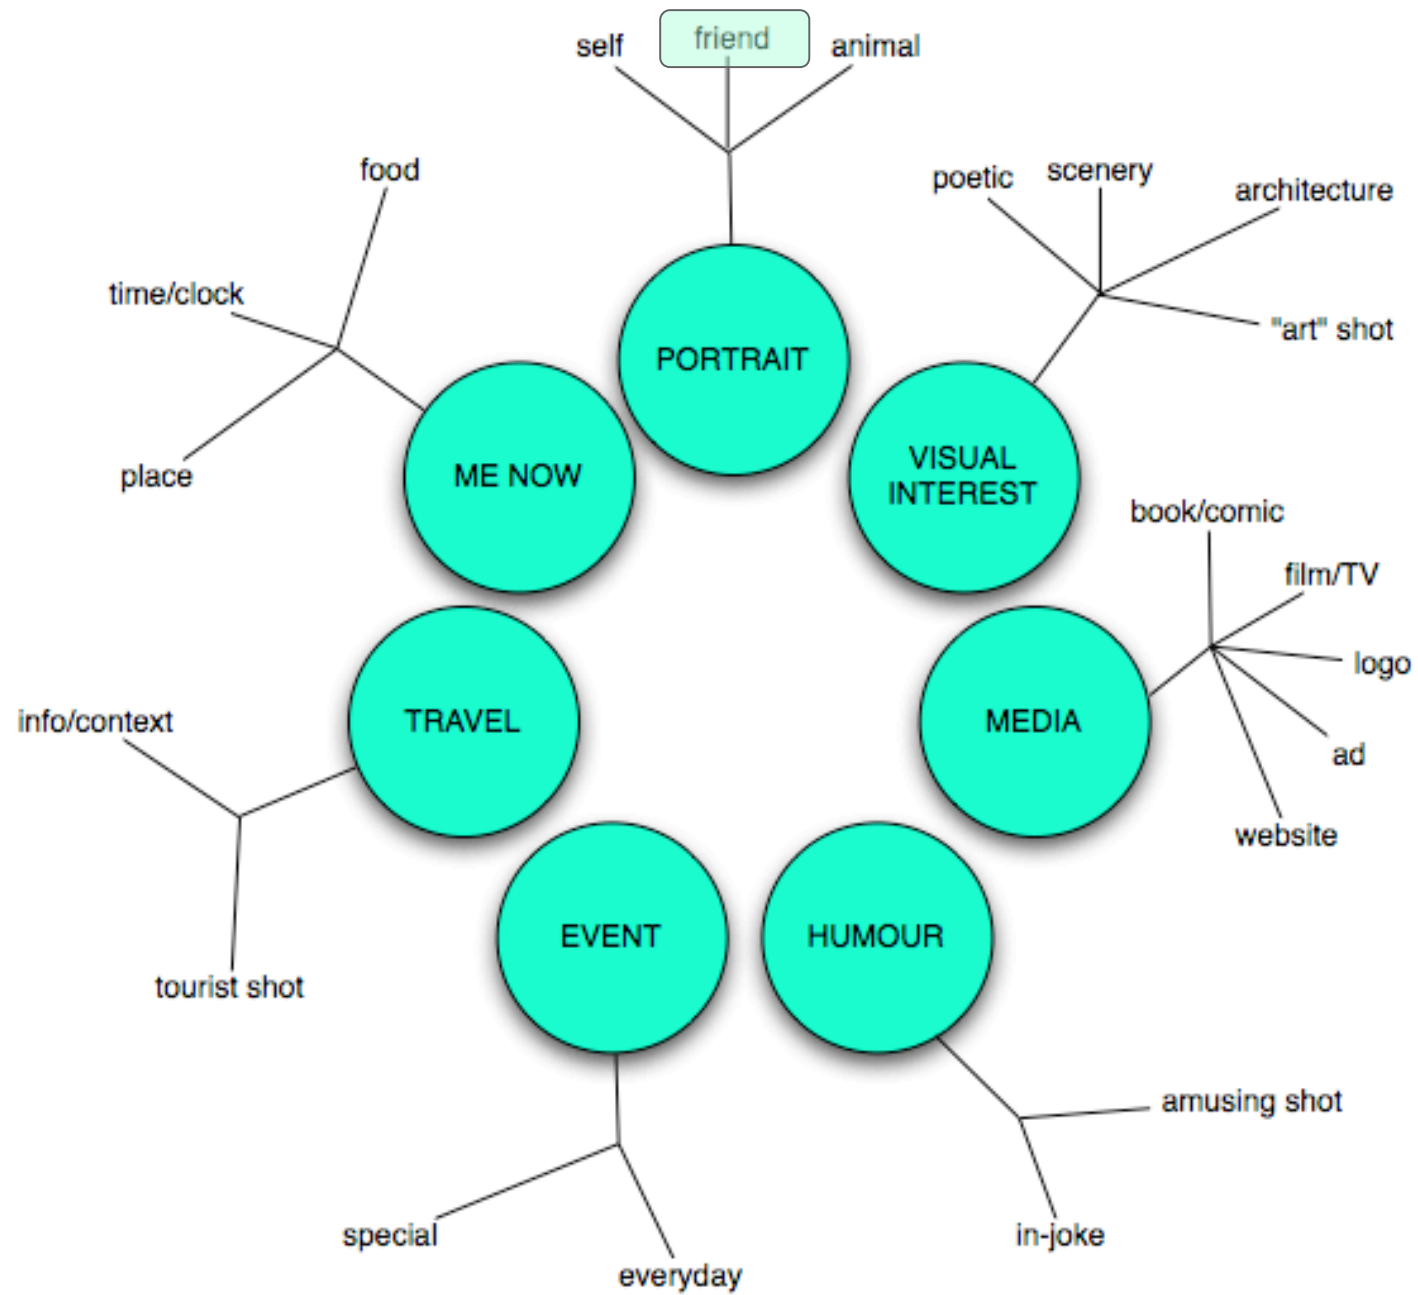 self
friend
animal
food
poetic
scenery
architecture
time/clock
"art" shot
PORTRAIT
ME NOW
place
VISUAL
INTEREST
book/comic
film/TV
logo
info/context
TRAVEL
MEDIA
ad
website
EVENT
HUMOUR
tourist shot
amusing shot
special
in-joke
everyday